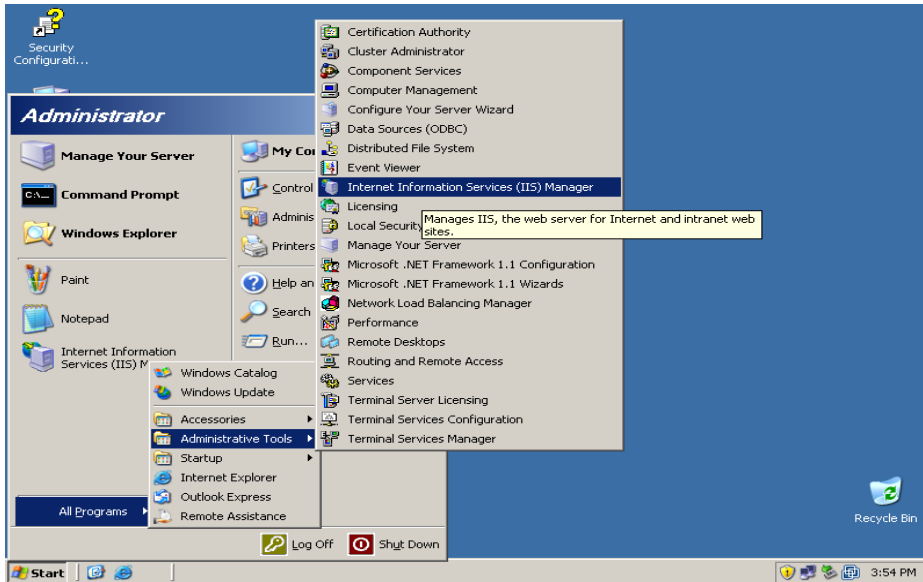 Security
Configurati...
Administrator
Manage Your Server
Command Prompt
Windows Explorer
Paint
Notepad
Internet Information
Services (IIS) M
My Co
Control
Adminis
Printers
Help an
Search
Run...
All Programs
Windows Catalog
Windows Update
Accessories
Administrative Tools
Startup
Internet Explorer
Outlook Express
Remote Assistance
Certification Authority
Cluster Administrator
Component Services
Computer Management
Configure Your Server Wizard
Data Sources (ODBC)
Distributed File System
Event Viewer
Internet Information Services (IIS) Manager
Licensing
Local Security
Manages IIS, the web server for Internet and intranet web
sites.
Manage Your Server
Microsoft .NET Framework 1.1 Configuration
Microsoft .NET Framework 1.1 Wizards
Network Load Balancing Manager
Performance
Remote Desktops
Routing and Remote Access
Services
Terminal Server Licensing
Terminal Services Configuration
Terminal Services Manager
Log Off
Shut Down
Recycle Bin
Start
3:54 PM